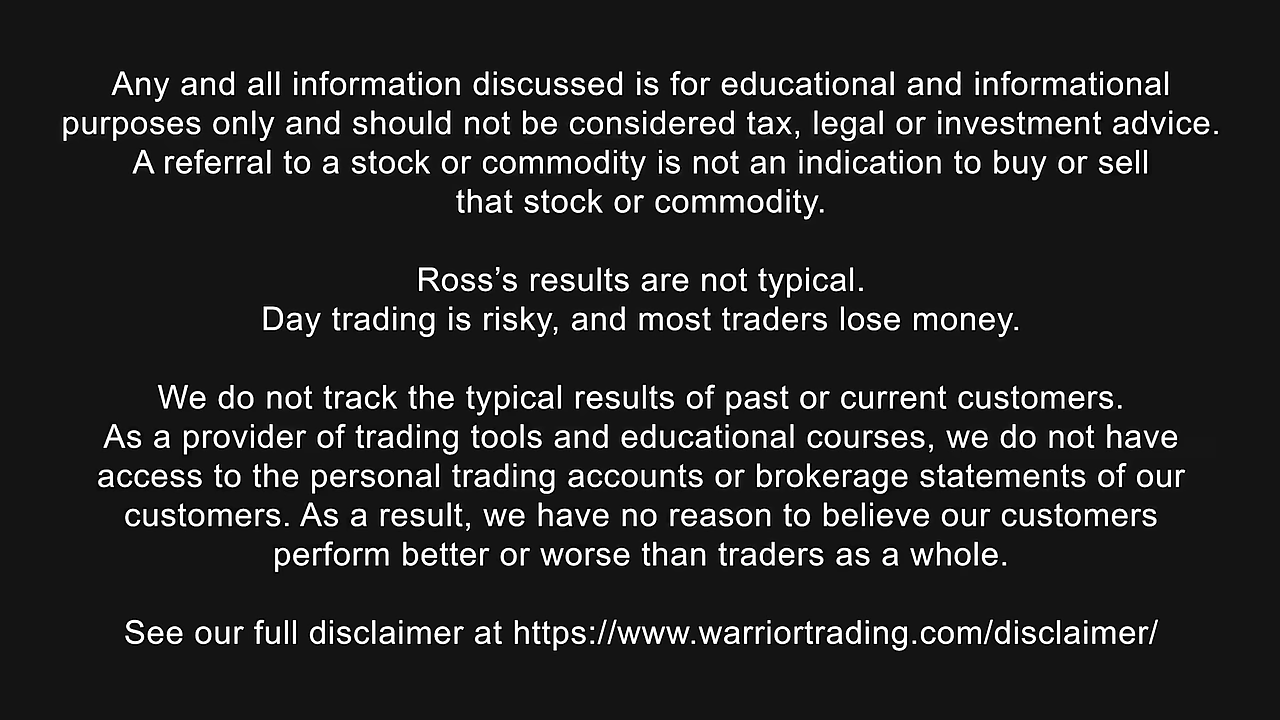 Any and all information discussed is for educational and informational
purposes only and should not be considered tax, legal or investment advice.
A referral to a stock or commodity is not an indication to buy or sell
that stock or commodity.
Ross’s results are not typical.
Day trading is risky, and most traders lose money.
We do not track the typical results of past or current customers.
As a provider of trading tools and educational courses, we do not have
access to the personal trading accounts or brokerage statements of our
customers. As a result, we have no reason to believe our customers
perform better or worse than traders as a whole.
See our full disclaimer at https://www.warriortrading.com/disclaimer/